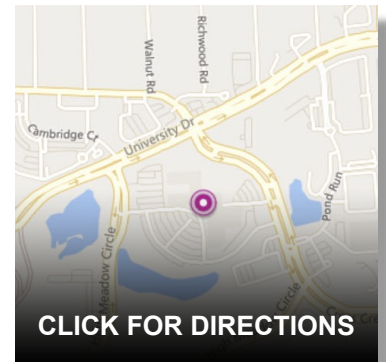 Richwood Rd
Walnut Rd
Cambridge Cr
University Dr
Pond Run
Meadow Circle
Circle
CLICK FOR DIRECTIONS